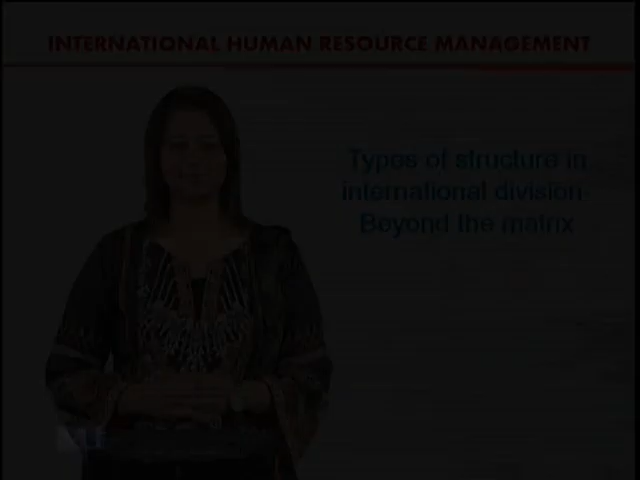 INTERNATIONAL HUMAN RESOURCE MANAGEMENT
Types of structure in
international division-
Beyond the matrix